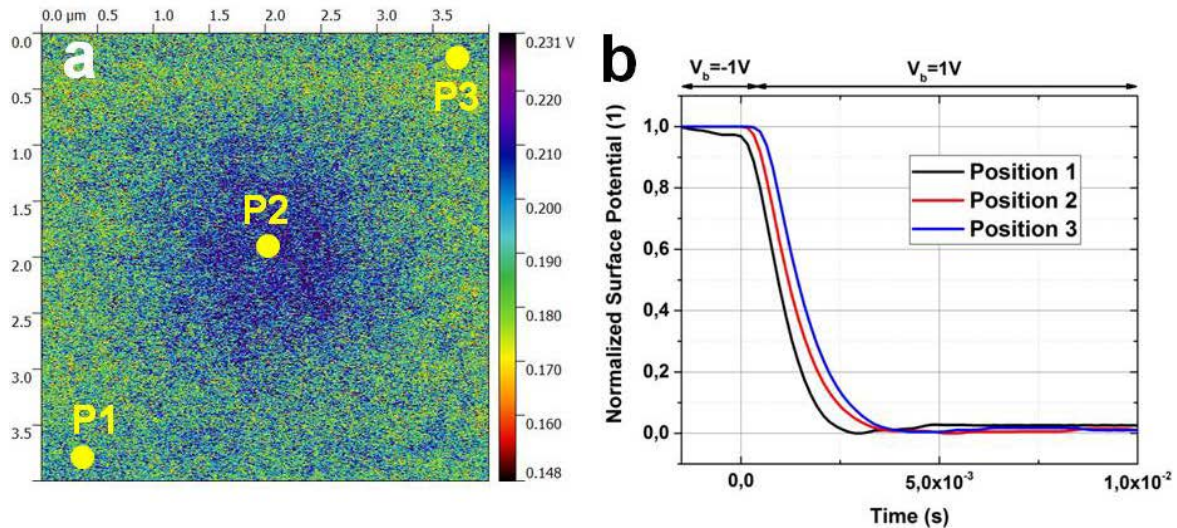 0.0 µm 0.5 1.0 1.5 2.0 2.5 3.5
0.0
0.5
1.0
1.5
2.0
2.5
3.0
3.5
a
P3
P2
P1
0.231 V
0.220
0.210
0.200
0.190
0.180
0.170
0.160
0.148
b
V_b=-1V V_b=1V
Normalized Surface Potential (1)
1,0
0,8
0,6
0,4
0,2
0,0
Position 1
Position 2
Position 3
0,0 5,0x10⁻³ 1,0x10⁻²
Time (s)